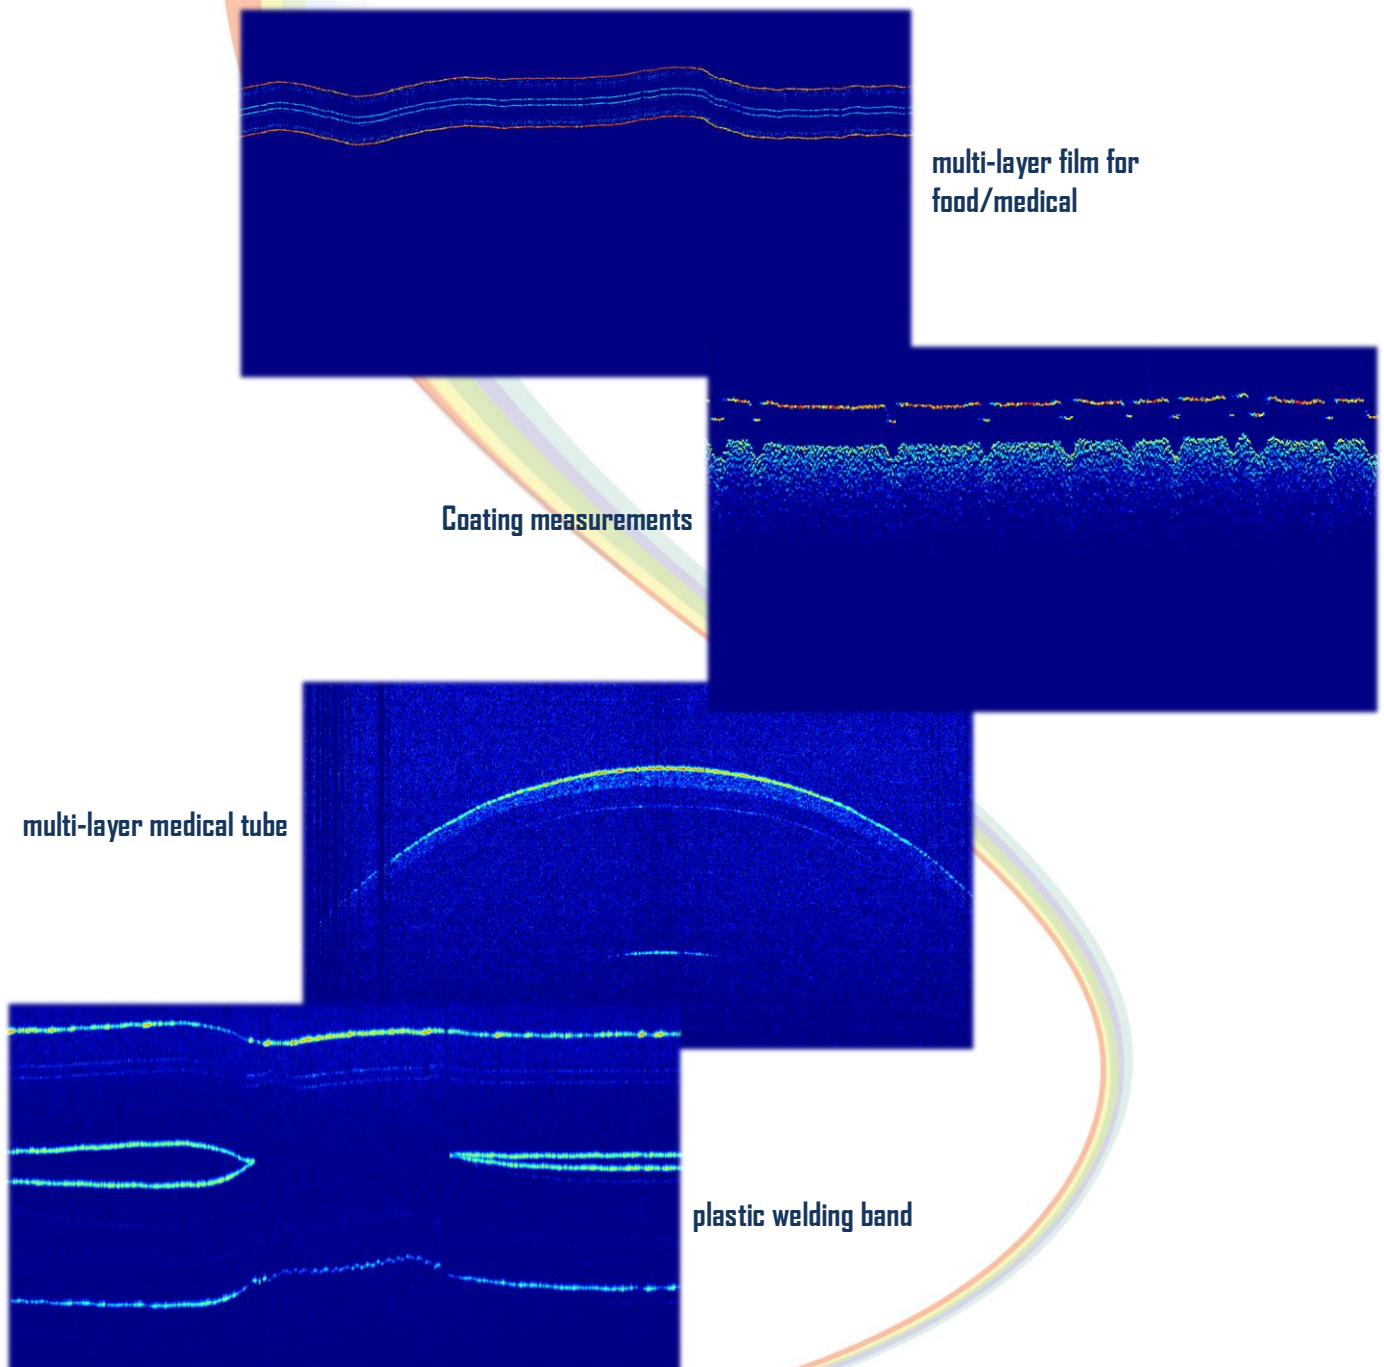 multi-layer film for
food/medical
Coating measurements
multi-layer medical tube
plastic welding band